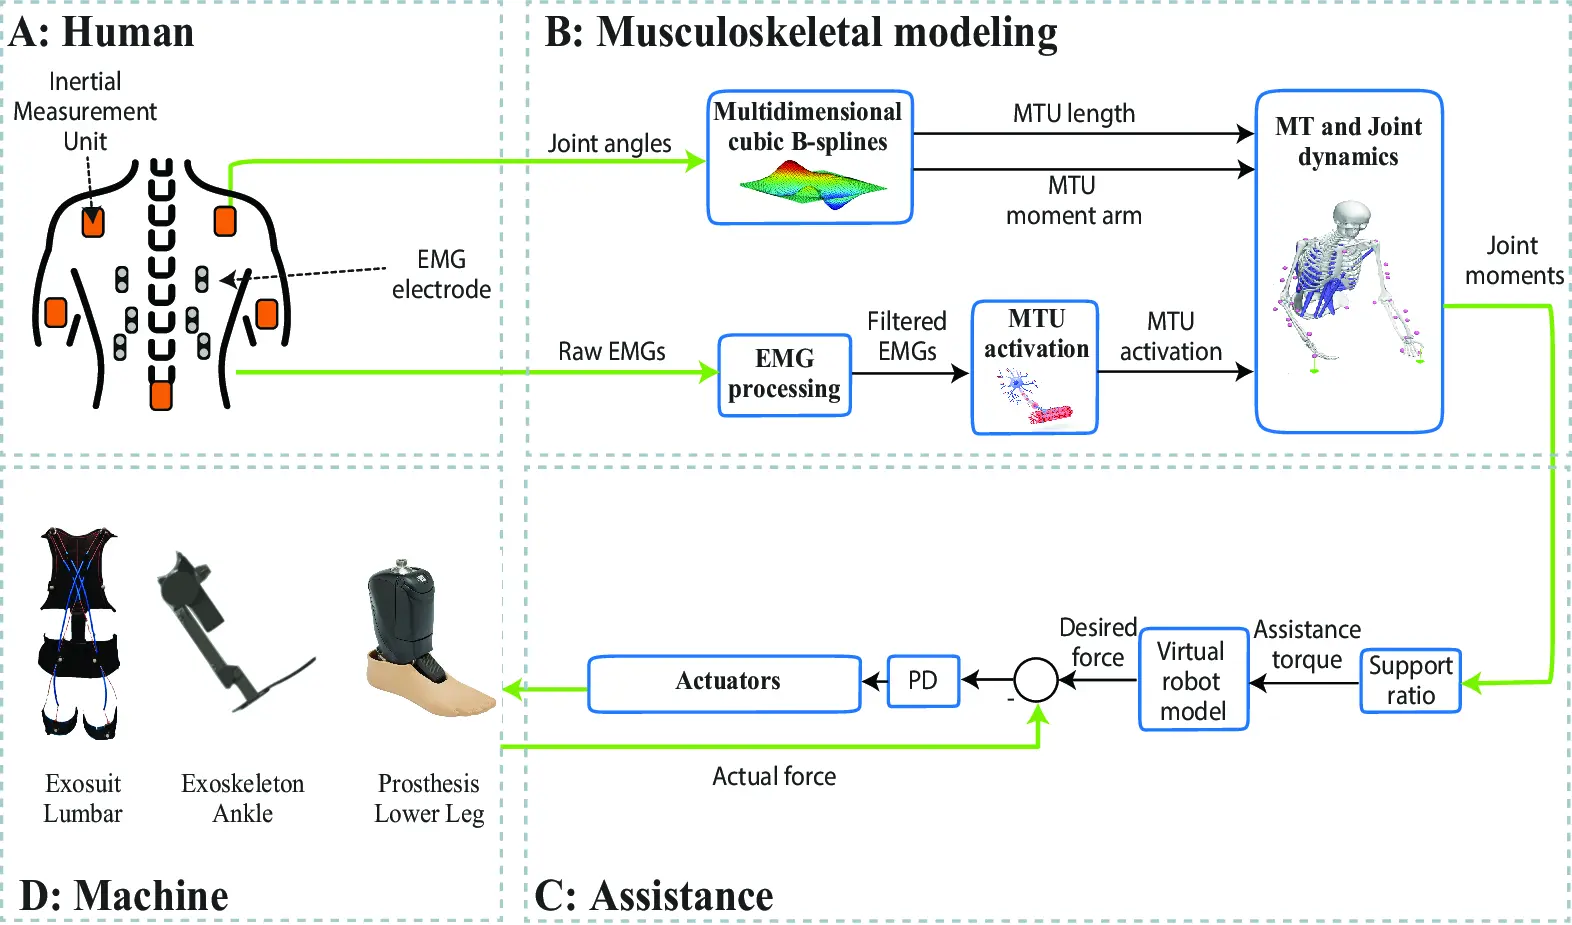 A: Human
Inertial
Measurement
Unit
EMG
electrode
B: Musculoskeletal modeling
Joint angles
Multidimensional
cubic B-splines
MTU length
MTU
moment arm
MT and Joint
dynamics
Raw EMGs
EMG
processing
Filtered
EMGs
MTU
activation
MTU
activation
Joint
moments
Support
ratio
Assistance
torque
Virtual
robot
model
Desired
force
-
PD
Actuators
Actual force
C: Assistance
Exosuit
Lumbar
Exoskeleton
Ankle
Prosthesis
Lower Leg
D: Machine